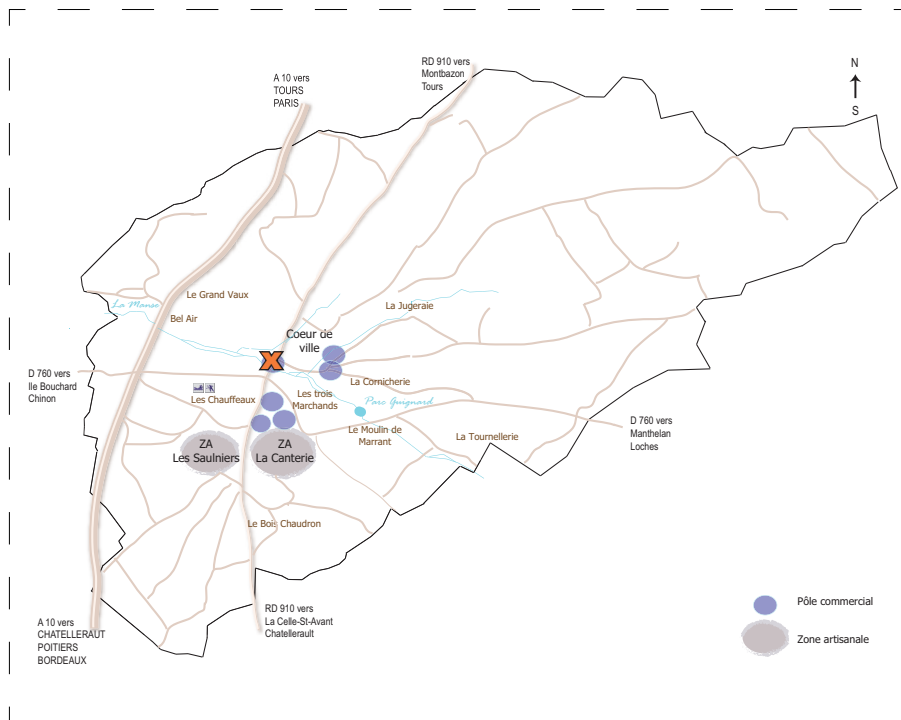 RD 910 vers
Montbazon
Tours
N
S
A 10 vers
TOURS
PARIS
La Manse
Le Grand Vaux
Bel Air
La Jugeraie
Coeur de
ville
X
D 760 vers
Ile Bouchard
Chinon
La Cornicherie
Les Chauffeaux
Les trois
Marchands
Parc Guignard
Le Moulin de
Marrant
La Tournellerie
D 760 vers
Manthelan
Loches
ZA
Les Saulniers
ZA
La Canterie
Le Bois Chaudron
RD 910 vers
La Celle-St-Avant
Chatellerault
A 10 vers
CHATELLERAUT
POITIERS
BORDEAUX
Pôle commercial
Zone artisanale